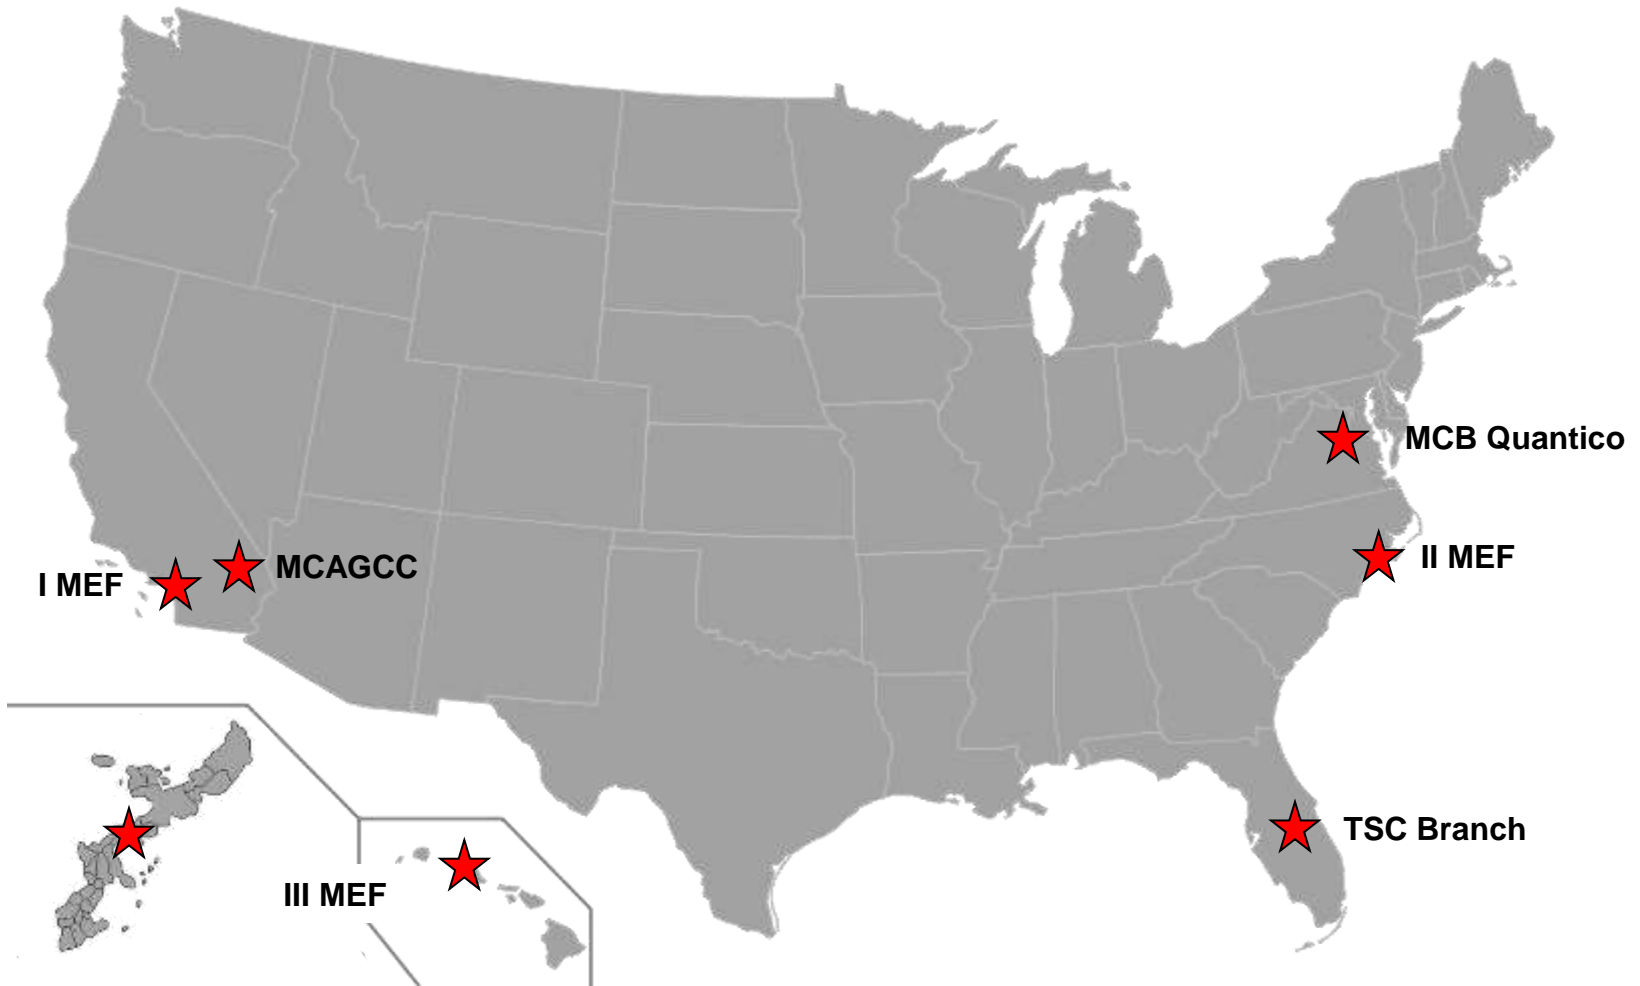 MCB Quantico
II MEF
MCAGCC
I MEF
TSC Branch
III MEF